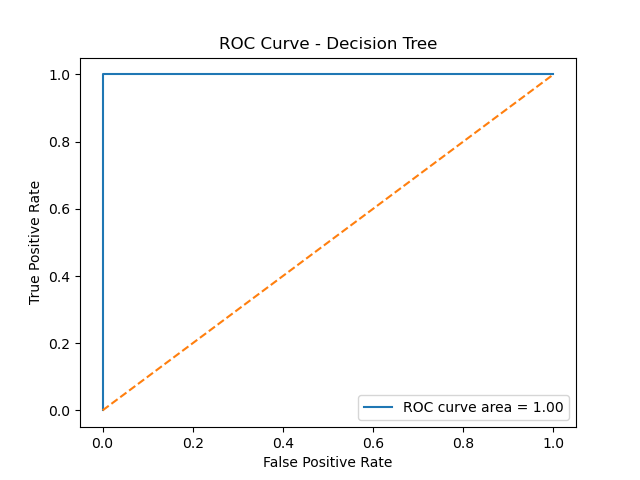 ROC Curve - Decision Tree
True Positive Rate
1.0
0.8
0.6
0.4
0.2
0.0
ROC curve area = 1.00
0.0 0.2 0.4 0.6 0.8 1.0
False Positive Rate